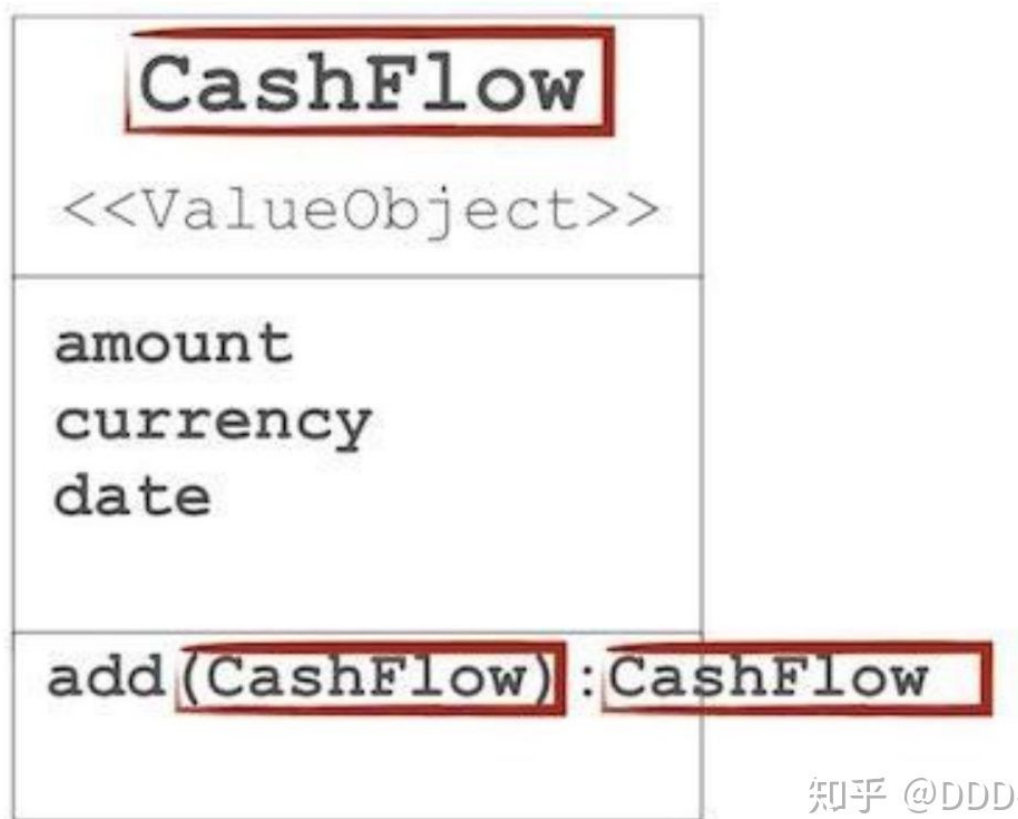 CashFlow
<<ValueObject>>
amount
currency
date
add(CashFlow):CashFlow
知乎 @DDD